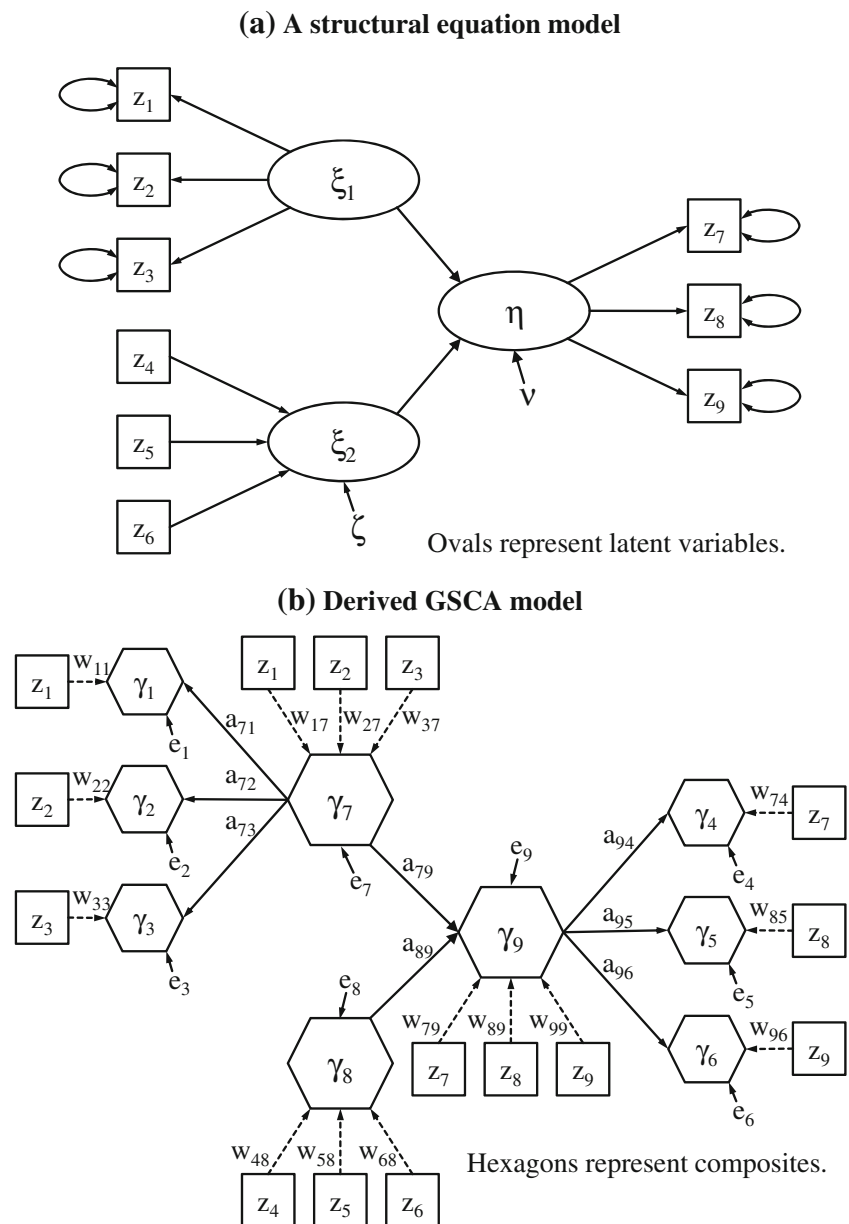 (a) A structural equation model
z₁
z₂
z₃
ξ₁
z₇
z₈
z₉
η
ν
z₄
z₅
z₆
ξ₂
ζ
Ovals represent latent variables.
(b) Derived GSCA model
z₁ w₁₁ γ₁ e₁
z₂ w₂₂ γ₂ e₂
z₃ w₃₃ γ₃ e₃
a₇₁
a₇₂
a₇₃
z₁ z₂ z₃
w₁₇ w₂₇ w₃₇
γ₇
e₇
a₇₉
a₈₉
e₈
γ₈
w₄₈ w₅₈ w₆₈
z₄ z₅ z₆
e₉
γ₉
w₇₉ w₈₉ w₉₉
z₇ z₈ z₉
a₉₄
a₉₅
a₉₆
γ₄ w₇₄ z₇ e₄
γ₅ w₈₅ z₈ e₅
γ₆ w₉₆ z₉ e₆
Hexagons represent composites.